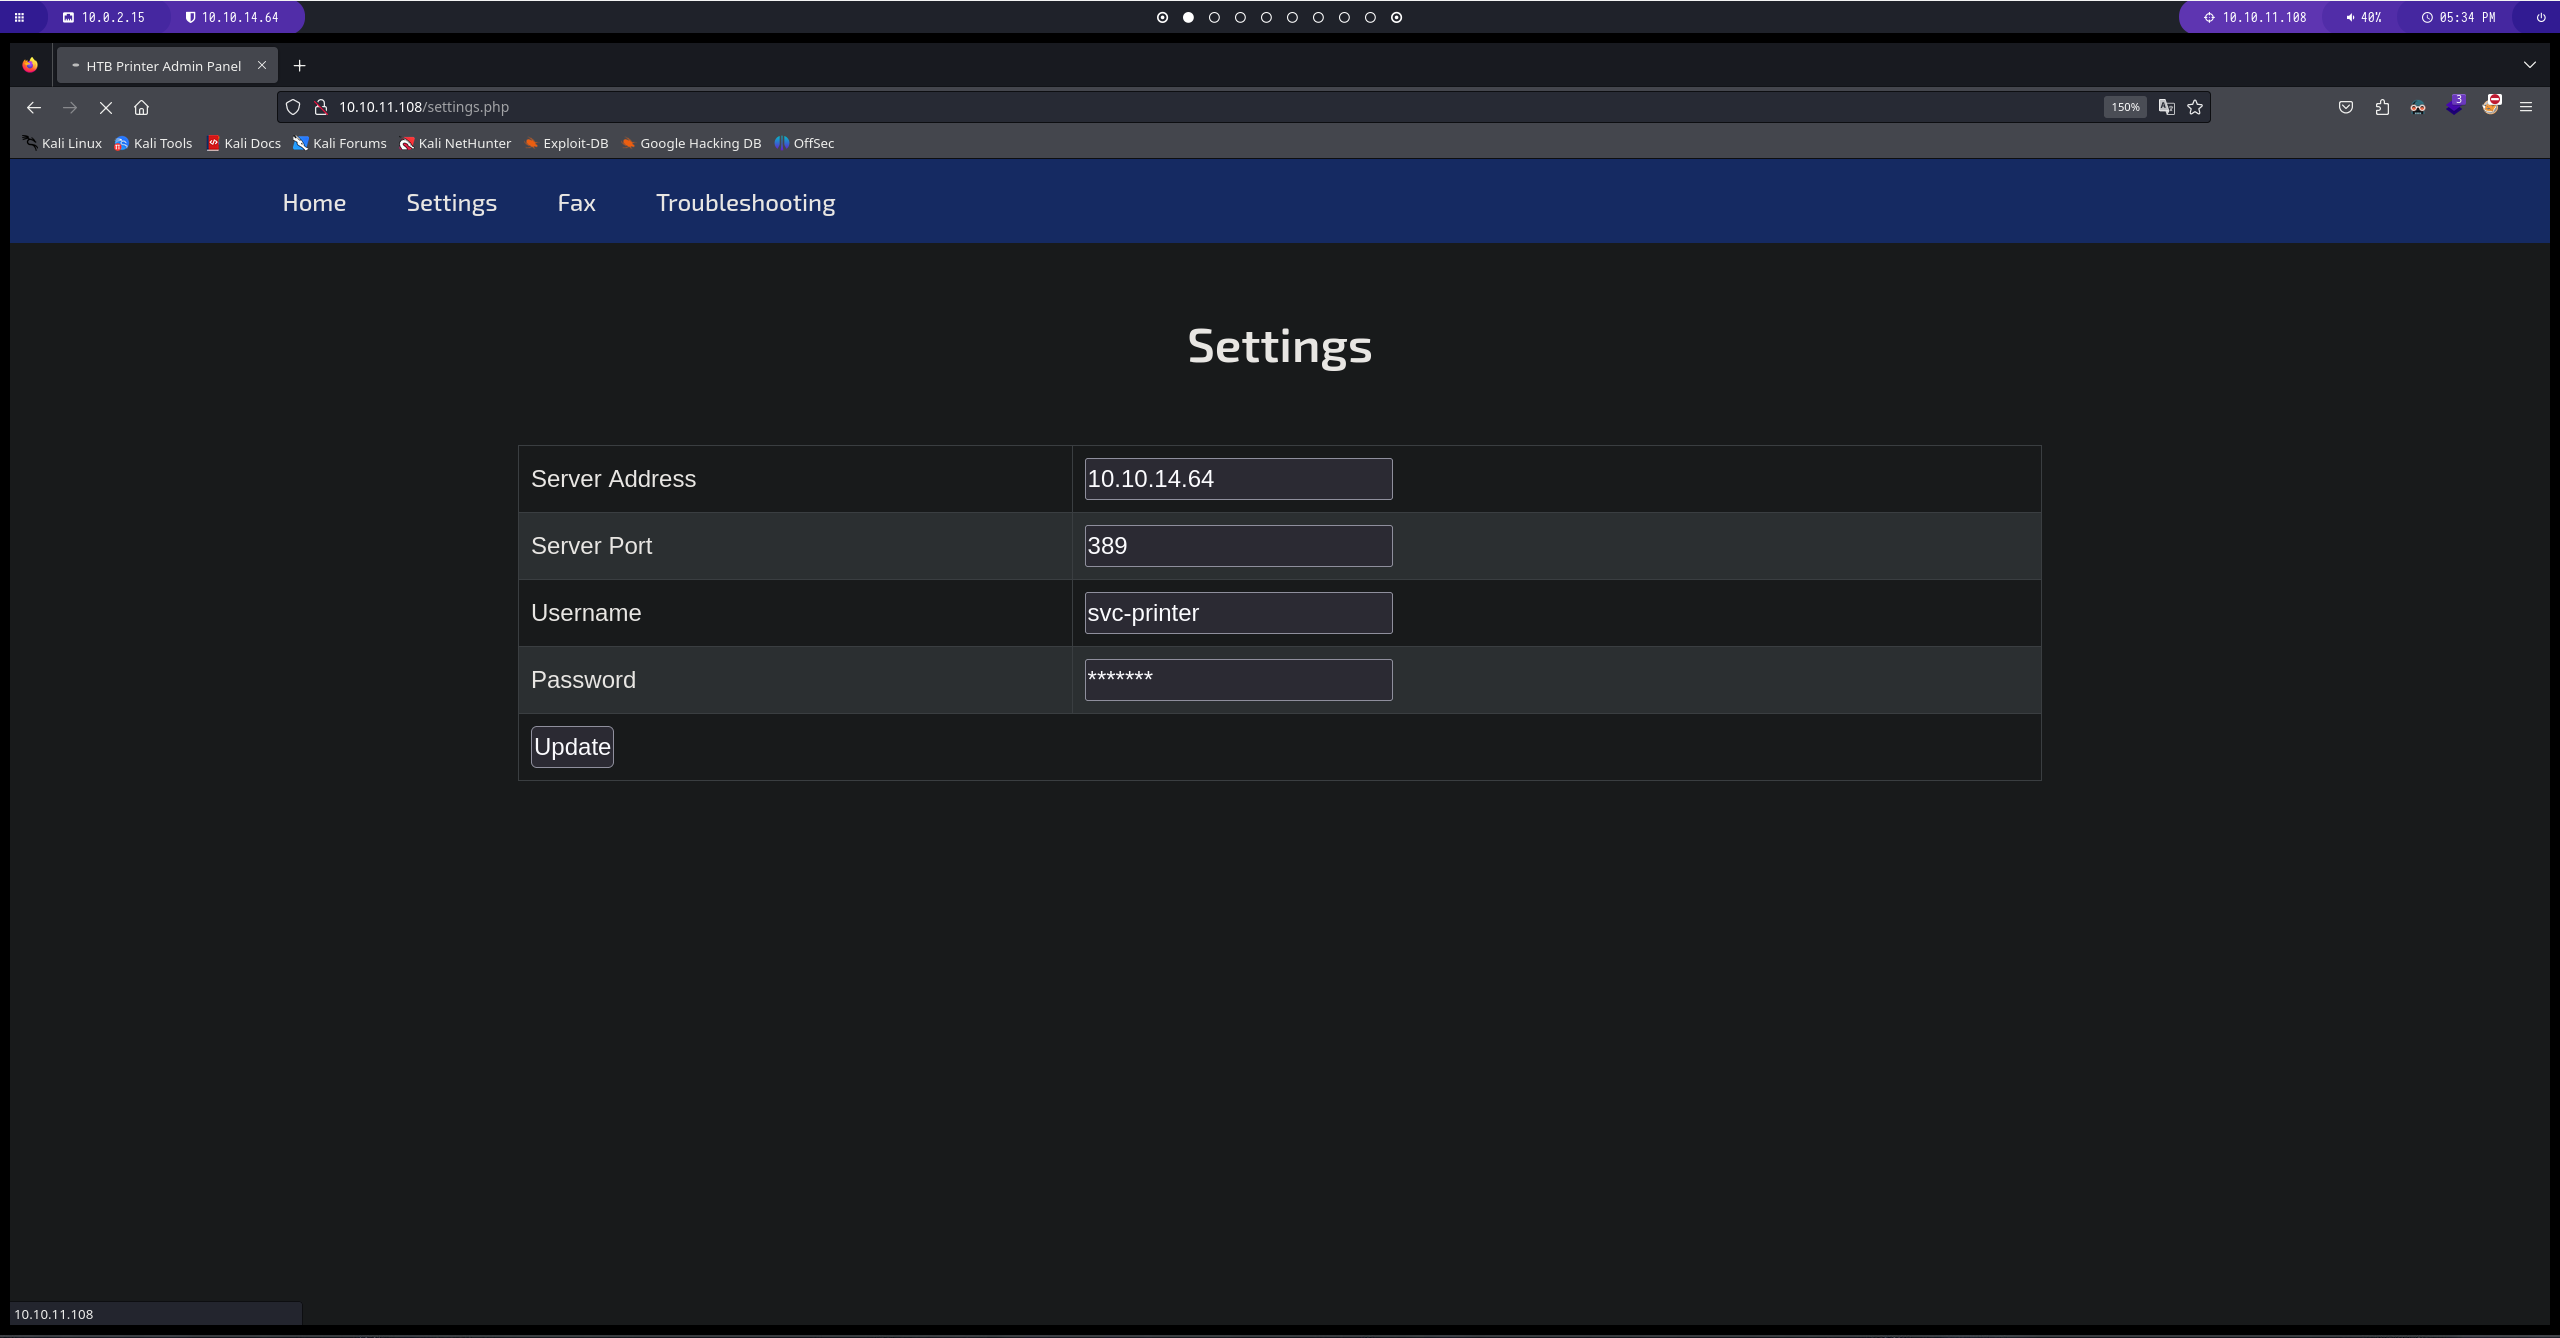 10.0.2.15 10.10.14.64 10.10.11.108 40% 05:34 PM
HTB Printer Admin Panel
10.10.11.108/settings.php 150% 3
Kali Linux Kali Tools Kali Docs Kali Forums Kali NetHunter Exploit-DB Google Hacking DB OffSec
Home Settings Fax Troubleshooting
Settings
Server Address 10.10.14.64
Server Port 389
Username svc-printer
Password *******
Update
10.10.11.108